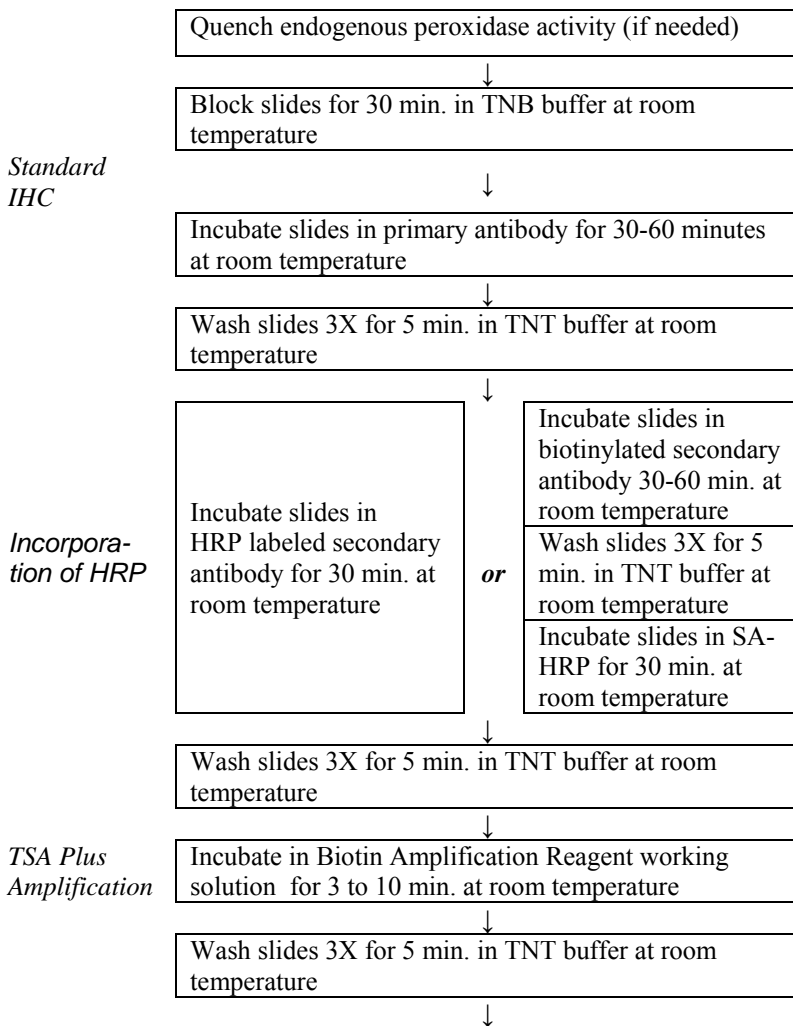 Quench endogenous peroxidase activity (if needed)
↓
Block slides for 30 min. in TNB buffer at room
temperature
Standard
IHC
↓
Incubate slides in primary antibody for 30-60 minutes
at room temperature
↓
Wash slides 3X for 5 min. in TNT buffer at room
temperature
↓
Incorpora-
tion of HRP
Incubate slides in
HRP labeled secondary
antibody for 30 min. at
room temperature
or
Incubate slides in
biotinylated secondary
antibody 30-60 min. at
room temperature
Wash slides 3X for 5
min. in TNT buffer at
room temperature
Incubate slides in SA-
HRP for 30 min. at
room temperature
↓
Wash slides 3X for 5 min. in TNT buffer at room
temperature
↓
TSA Plus
Amplification
Incubate in Biotin Amplification Reagent working
solution  for 3 to 10 min. at room temperature
↓
Wash slides 3X for 5 min. in TNT buffer at room
temperature
↓